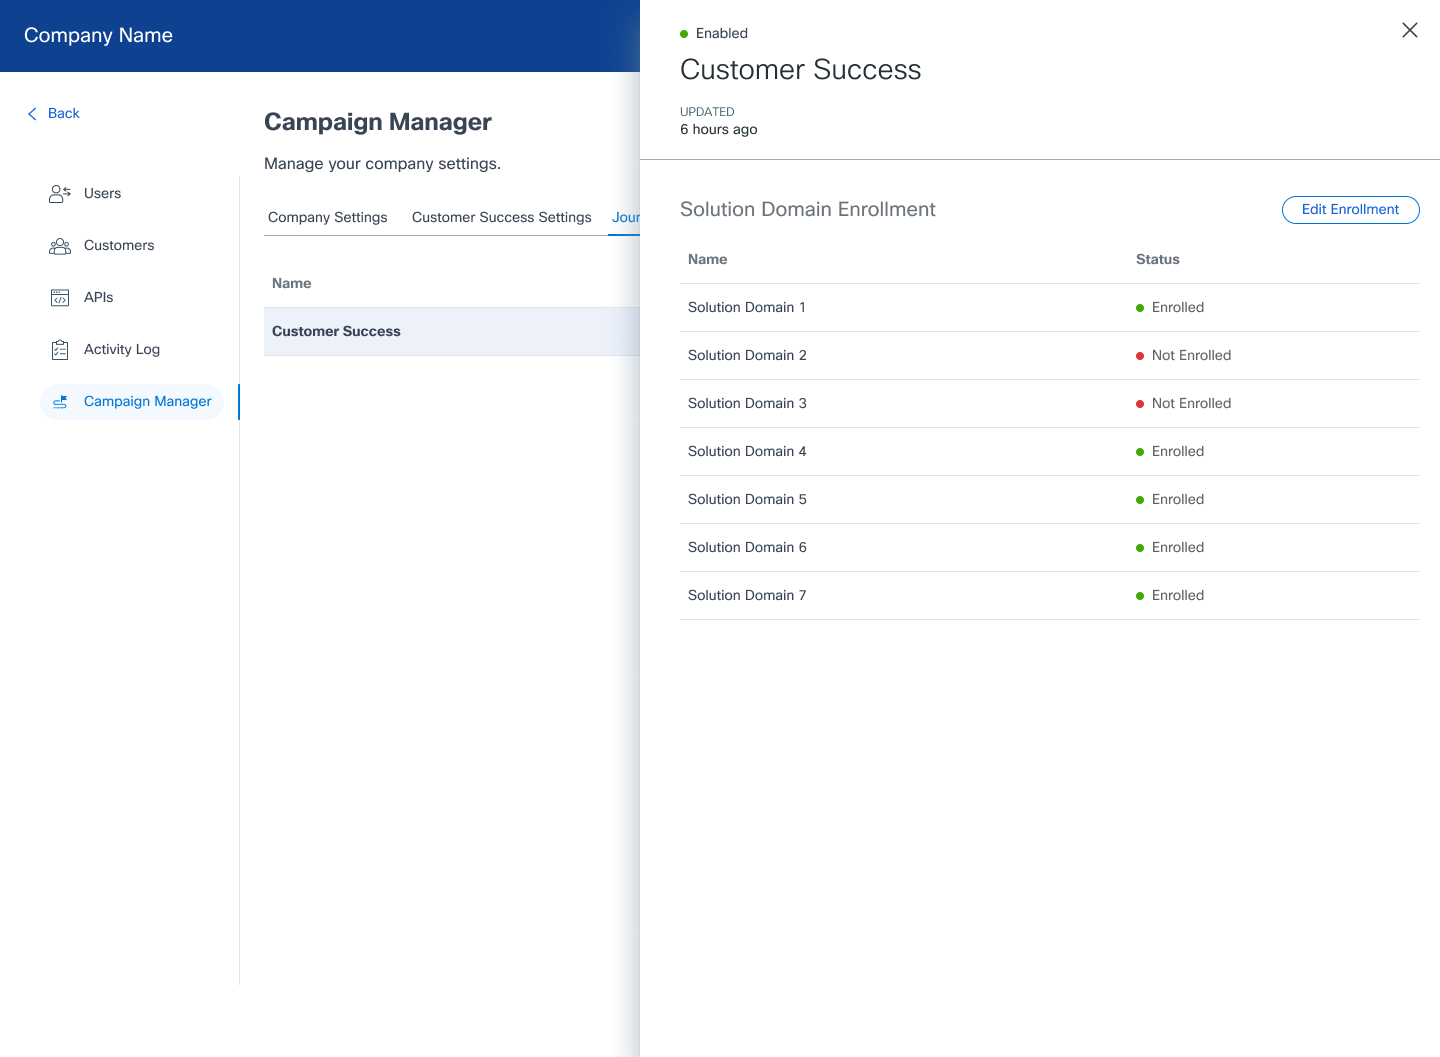 Company Name
Back
Users
Customers
APIs
Activity Log
Campaign Manager
Campaign Manager
Manage your company settings.
Company Settings
Customer Success Settings
Name
Customer Success
Enabled
Customer Success
UPDATED
6 hours ago
Solution Domain Enrollment
Edit Enrollment
Name Status
Solution Domain 1 Enrolled
Solution Domain 2 Not Enrolled
Solution Domain 3 Not Enrolled
Solution Domain 4 Enrolled
Solution Domain 5 Enrolled
Solution Domain 6 Enrolled
Solution Domain 7 Enrolled